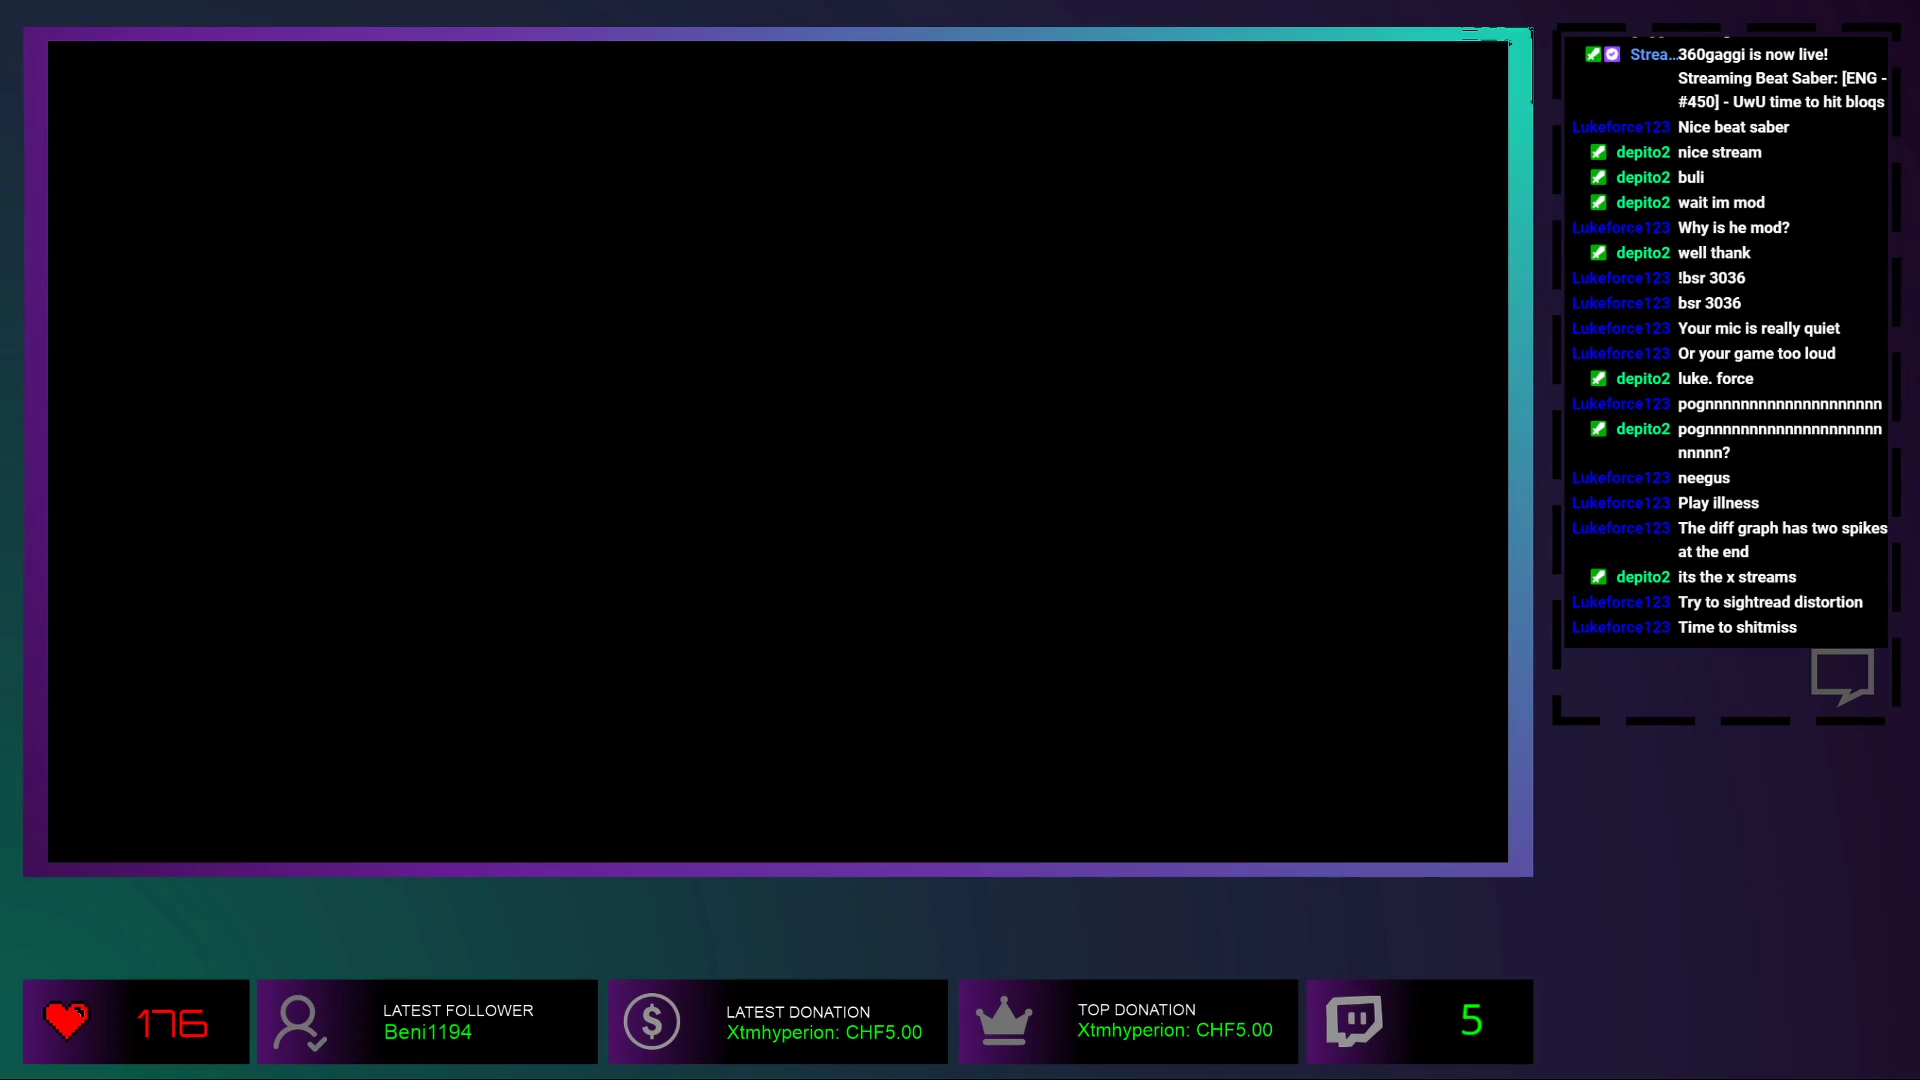 Strea... 360gaggi is now live!
Streaming Beat Saber: [ENG -
#450] - UwU time to hit bloqs
Lukeforce123 Nice beat saber
depito2 nice stream
depito2 buli
depito2 wait im mod
Lukeforce123 Why is he mod?
depito2 well thank
Lukeforce123 !bsr 3036
Lukeforce123 bsr 3036
Lukeforce123 Your mic is really quiet
Lukeforce123 Or your game too loud
depito2 luke. force
Lukeforce123 pognnnnnnnnnnnnnnnnnnnn
depito2 pognnnnnnnnnnnnnnnnnnnn
nnnnn?
Lukeforce123 neegus
Lukeforce123 Play illness
Lukeforce123 The diff graph has two spikes
at the end
depito2 its the x streams
Lukeforce123 Try to sightread distortion
Lukeforce123 Time to shitmiss
176
LATEST FOLLOWER
Beni1194
LATEST DONATION
Xtmhyperion: CHF5.00
TOP DONATION
Xtmhyperion: CHF5.00
5